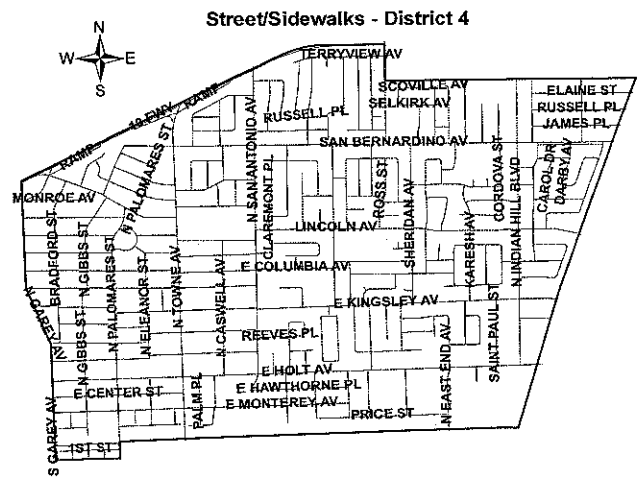 Street/Sidewalks - District 4
N
W E
S
TERRYVIEW AV
SCOVILLE AV
SELKIRK AV
ELAINE ST
RUSSELL PL
JAMES PL
RAMP
10 FWY
RAMP
RUSSELL PL
SAN BERNARDINO AV
MONROE AV
N PALOMARES ST
N SAN ANTONIO AV
CLAREMONT PL
ROSS ST
SHERIDAN AV
CORDOVA ST
N INDIAN HILL BLVD
CAROL DR
DARBY AV
BRADFORD ST
N GIBBS ST
LINCOLN AV
KARESH AV
E COLUMBIA AV
N GAREY AV
N GIBBS ST
N PALOMARES ST
N ELEANOR ST
N TOWNE AV
N CASWELL AV
E KINGSLEY AV
SAINT PAUL ST
REEVES PL
N EAST END AV
E HOLT AV
E HAWTHORNE PL
E CENTER ST
E MONTEREY AV
PALM PL
PRICE ST
S GAREY AV
1ST ST